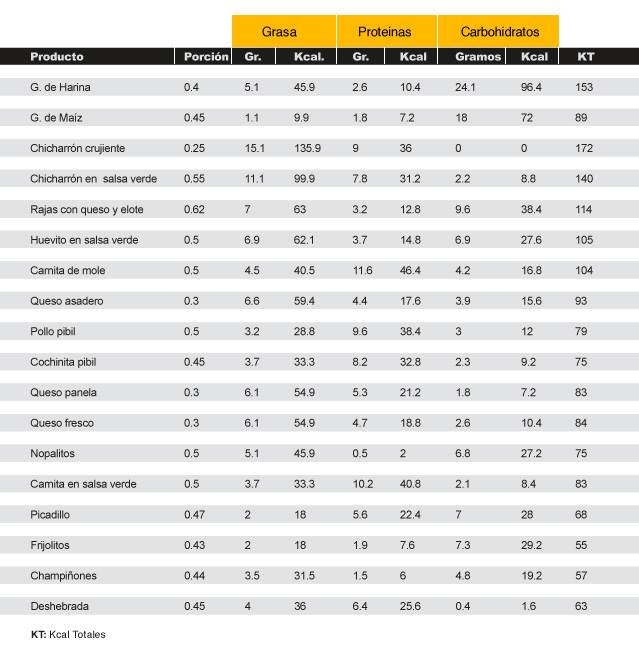 Grasa Proteinas Carbohidratos
Producto Porción Gr. Kcal. Gr. Kcal Gramos Kcal KT
G. de Harina 0.4 5.1 45.9 2.6 10.4 24.1 96.4 153
G. de Maíz 0.45 1.1 9.9 1.8 7.2 18 72 89
Chicharrón crujiente 0.25 15.1 135.9 9 36 0 0 172
Chicharrón en salsa verde 0.55 11.1 99.9 7.8 31.2 2.2 8.8 140
Rajas con queso y elote 0.62 7 63 3.2 12.8 9.6 38.4 114
Huevito en salsa verde 0.5 6.9 62.1 3.7 14.8 6.9 27.6 105
Carnita de mole 0.5 4.5 40.5 11.6 46.4 4.2 16.8 104
Queso asadero 0.3 6.6 59.4 4.4 17.6 3.9 15.6 93
Pollo pibil 0.5 3.2 28.8 9.6 38.4 3 12 79
Cochinita pibil 0.45 3.7 33.3 8.2 32.8 2.3 9.2 75
Queso panela 0.3 6.1 54.9 5.3 21.2 1.8 7.2 83
Queso fresco 0.3 6.1 54.9 4.7 18.8 2.6 10.4 84
Nopalitos 0.5 5.1 45.9 0.5 2 6.8 27.2 75
Carnita en salsa verde 0.5 3.7 33.3 10.2 40.8 2.1 8.4 83
Picadillo 0.47 2 18 5.6 22.4 7 28 68
Frijolitos 0.43 2 18 1.9 7.6 7.3 29.2 55
Champiñones 0.44 3.5 31.5 1.5 6 4.8 19.2 57
Deshebrada 0.45 4 36 6.4 25.6 0.4 1.6 63
KT: Kcal Totales